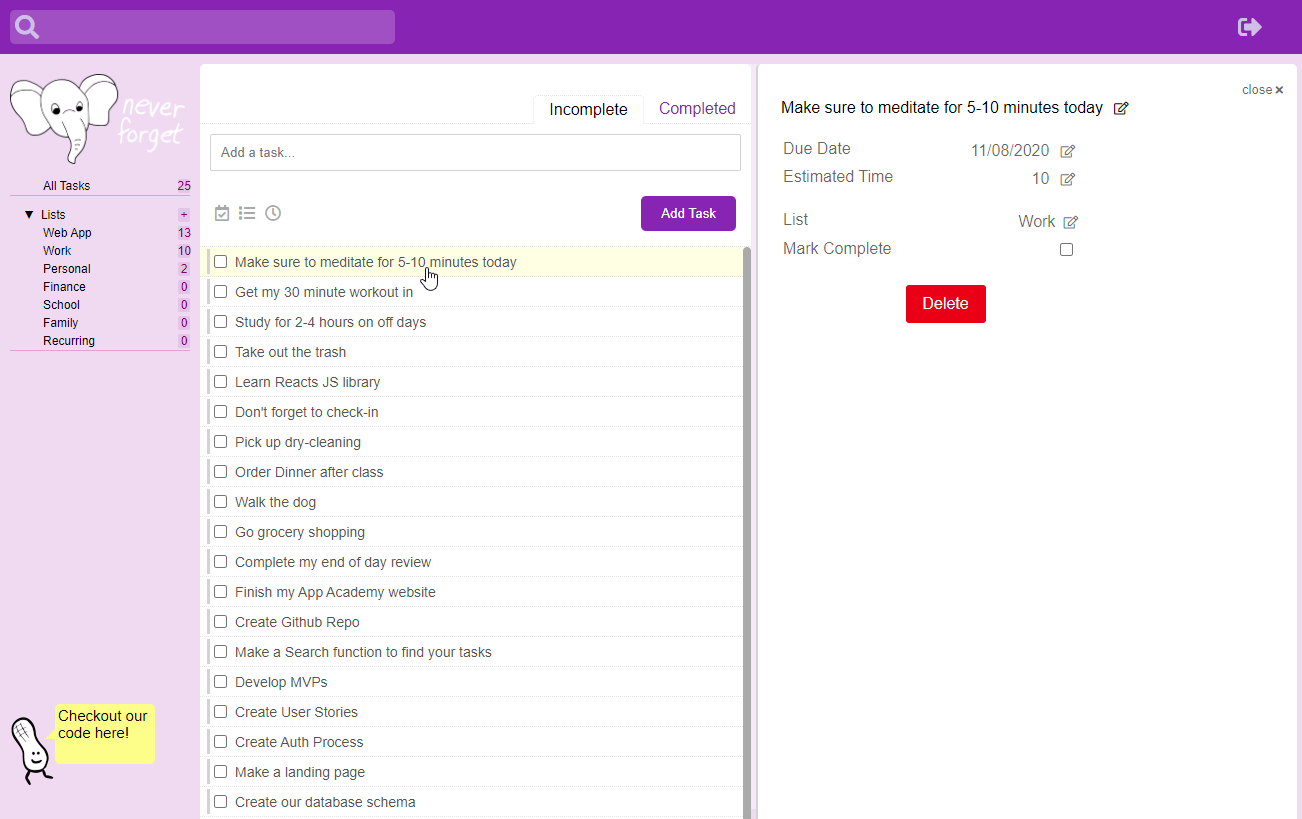 never
forget
All Tasks 25
▼ Lists +
Web App 13
Work 10
Personal 2
Finance 0
School 0
Family 0
Recurring 0
Checkout our
code here!
Incomplete Completed
Add a task...
Add Task
Make sure to meditate for 5-10 minutes today
Get my 30 minute workout in
Study for 2-4 hours on off days
Take out the trash
Learn Reacts JS library
Don't forget to check-in
Pick up dry-cleaning
Order Dinner after class
Walk the dog
Go grocery shopping
Complete my end of day review
Finish my App Academy website
Create Github Repo
Make a Search function to find your tasks
Develop MVPs
Create User Stories
Create Auth Process
Make a landing page
Create our database schema
close ×
Make sure to meditate for 5-10 minutes today
Due Date 11/08/2020
Estimated Time 10
List Work
Mark Complete
Delete